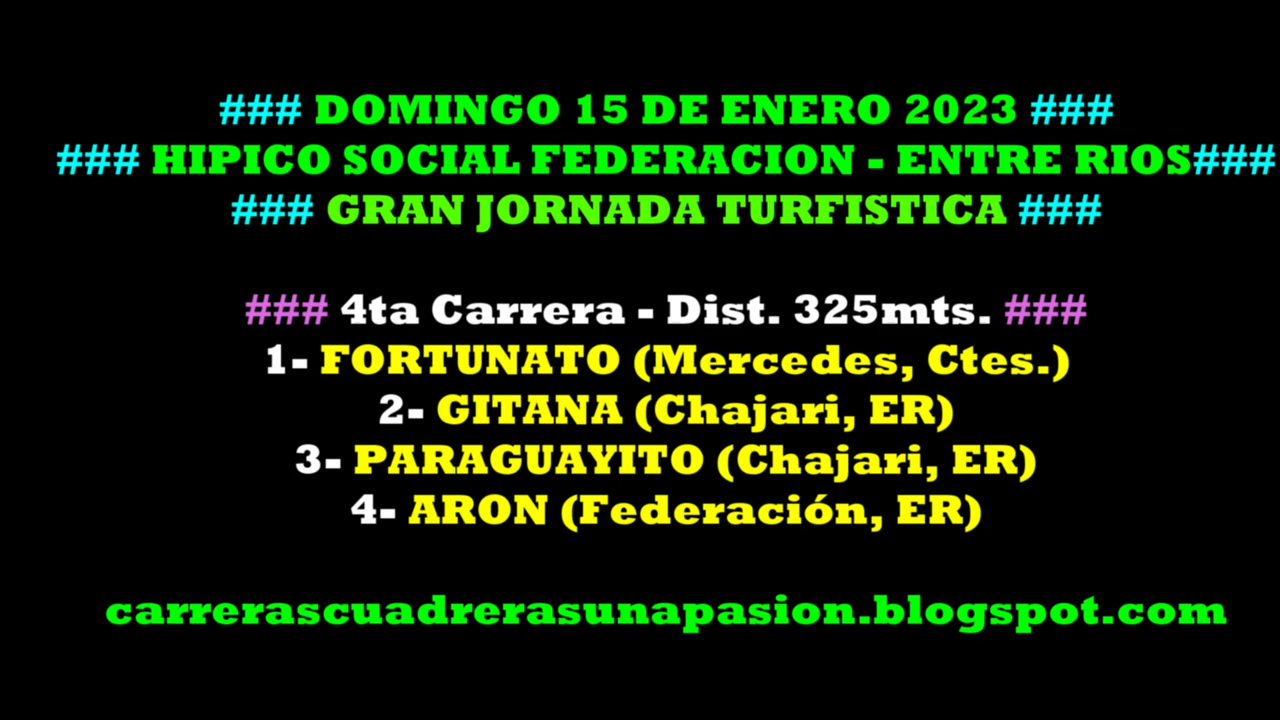 ### DOMINGO 15 DE ENERO 2023 ###
### HIPICO SOCIAL FEDERACION - ENTRE RIOS###
### GRAN JORNADA TURFISTICA ###
### 4ta Carrera - Dist. 325mts. ###
1- FORTUNATO (Mercedes, Ctes.)
2- GITANA (Chajari, ER)
3- PARAGUAYITO (Chajari, ER)
4- ARON (Federación, ER)
carrerascuadrerasunapasion.blogspot.com